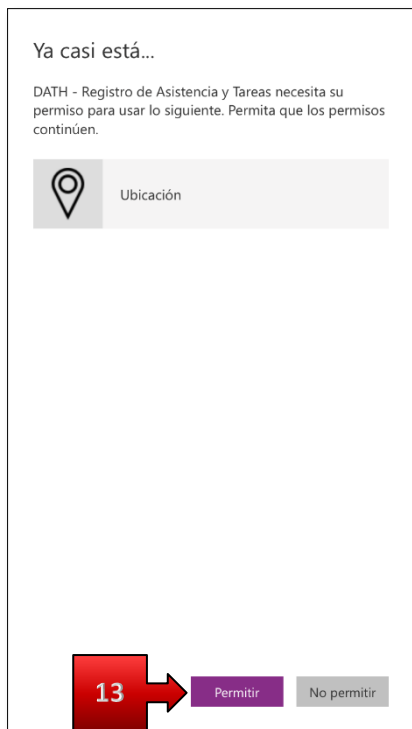 Ya casi está...
DATH - Registro de Asistencia y Tareas necesita su
permiso para usar lo siguiente. Permita que los permisos
continúen.
Ubicación
13
Permitir
No permitir